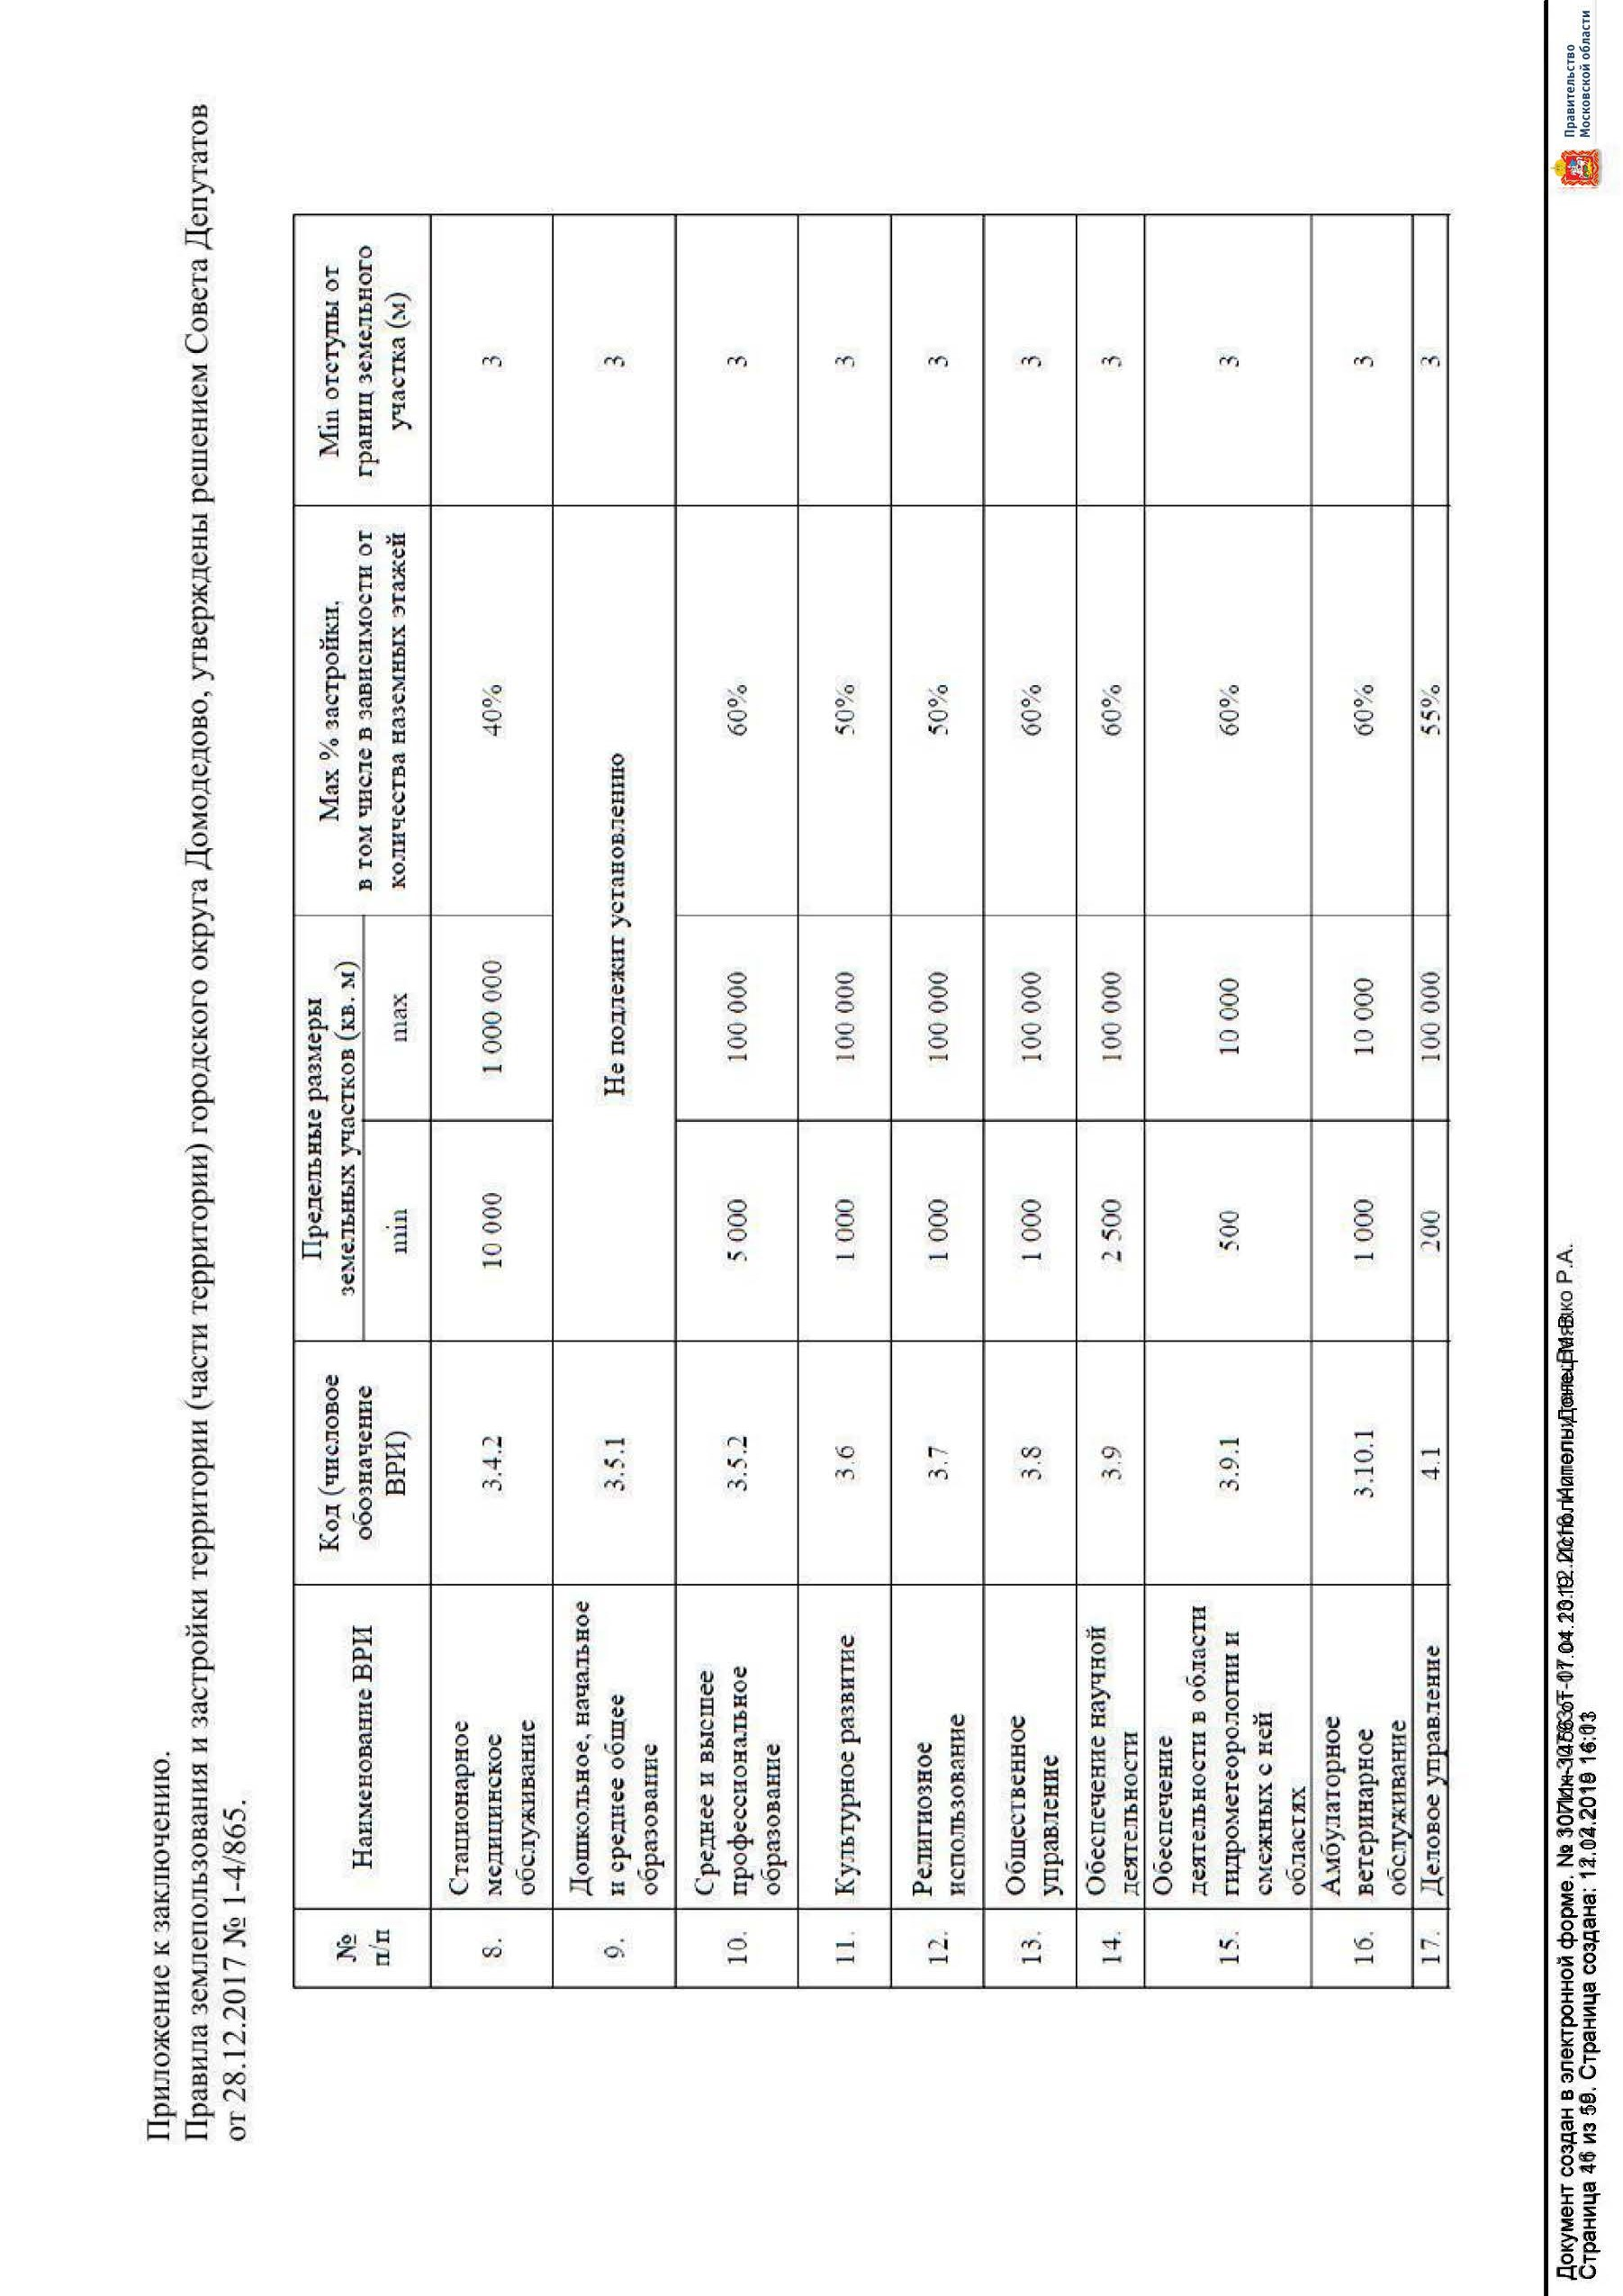 Приложение к заключению.
Правила землепользования и застройки территории (части территории) городского округа Домодедово, утверждены решением Совета Депутатов
от 28.12.2017 № 1-4/865.
№ п/п
Наименование ВРИ
Код (числовое
обозначение
ВРИ)
Предельные размеры
земельных участков (кв. м)
min
max
Max % застройки,
в том числе в зависимости от
количества наземных этажей
Min отступы от
границ земельного
участка (м)
8.
Стационарное
медицинское
обслуживание
3.4.2
10 000
1 000 000
40%
3
9.
Дошкольное, начальное
и среднее общее
образование
3.5.1
Не подлежит установлению
3
10.
Среднее и высшее
профессиональное
образование
3.5.2
5 000
100 000
60%
3
11.
Культурное развитие
3.6
1 000
100 000
50%
3
12.
Религиозное
использование
3.7
1 000
100 000
50%
3
13.
Общественное
управление
3.8
1 000
100 000
60%
3
14.
Обеспечение научной
деятельности
3.9
2 500
100 000
60%
3
15.
Обеспечение
деятельности в области
гидрометеорологии и
смежных с ней
областях
3.9.1
500
10 000
60%
3
16.
Амбулаторное
ветеринарное
обслуживание
3.10.1
1 000
10 000
60%
3
17.
Деловое управление
4.1
200
100 000
55%
3
Документ создан в электронной форме. №
Страница из Страница создана:
Правительство
Московской области